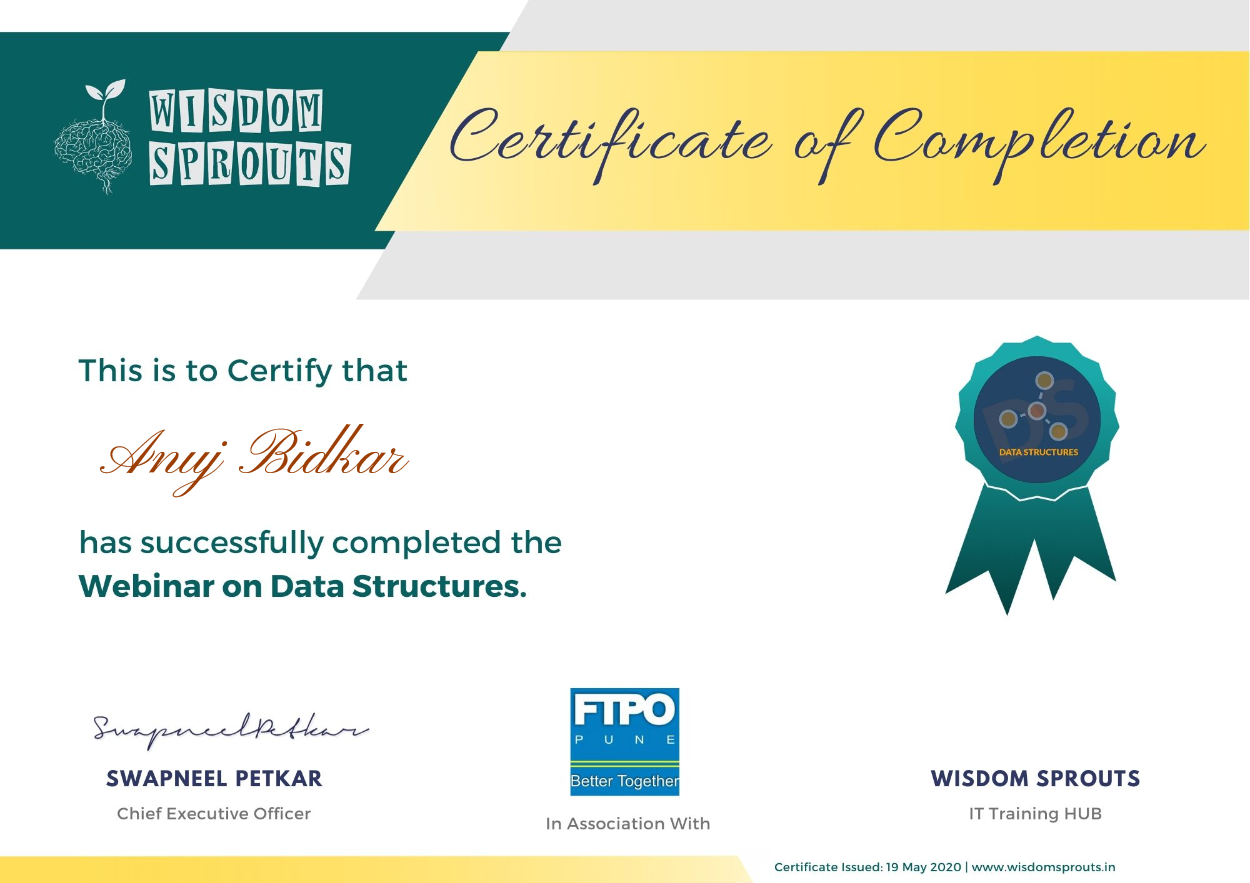 WISDOM
SPROUTS
Certificate of Completion
This is to Certify that
Anuj Bidkar
has successfully completed the
Webinar on Data Structures.
DS
DATA STRUCTURES
SwapneelPetkar
SWAPNEEL PETKAR
Chief Executive Officer
FTPO
PUNE
Better Together
In Association With
WISDOM SPROUTS
IT Training HUB
Certificate Issued: 19 May 2020 | www.wisdomsprouts.in